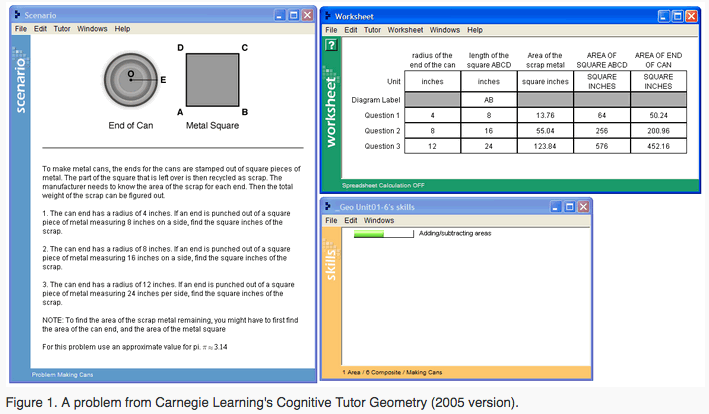 Scenario
File Edit Tutor Windows Help
scenario
D C
O
E
A B
End of Can Metal Square
To make metal cans, the ends for the cans are stamped out of square pieces of
metal. The part of the square that is left over is then recycled as scrap. The
manufacturer needs to know the area of the scrap for each end. Then the total
weight of the scrap can be figured out.
1. The can end has a radius of 4 inches. If an end is punched out of a square
piece of metal measuring 8 inches on a side, find the square inches of the
scrap.
2. The can end has a radius of 8 inches. If an end is punched out of a square
piece of metal measuring 16 inches on a side, find the square inches of the
scrap.
3. The can end has a radius of 12 inches. If an end is punched out of a square
piece of metal measuring 24 inches per side, find the square inches of the
scrap.
NOTE: To find the area of the scrap metal remaining, you might have to first find
the area of the can end, and the area of the metal square
For this problem use an approximate value for pi. π ≈ 3.14
Problem Making Cans
Worksheet
File Edit Tutor Worksheet Windows Help
?
worksheet
radius of the length of the Area of the AREA OF AREA OF END
end of the can square ABCD scrap metal SQUARE ABCD OF CAN
Unit inches inches square inches SQUARE INCHES SQUARE INCHES
Diagram Label AB
Question 1 4 8 13.76 64 50.24
Question 2 8 16 55.04 256 200.96
Question 3 12 24 123.84 576 452.16
Spreadsheet Calculation OFF
_Geo Unit01-6's skills
File Edit Windows
skills
Adding/subtracting areas
1 Area / 6 Composite / Making Cans
Figure 1. A problem from Carnegie Learning's Cognitive Tutor Geometry (2005 version).